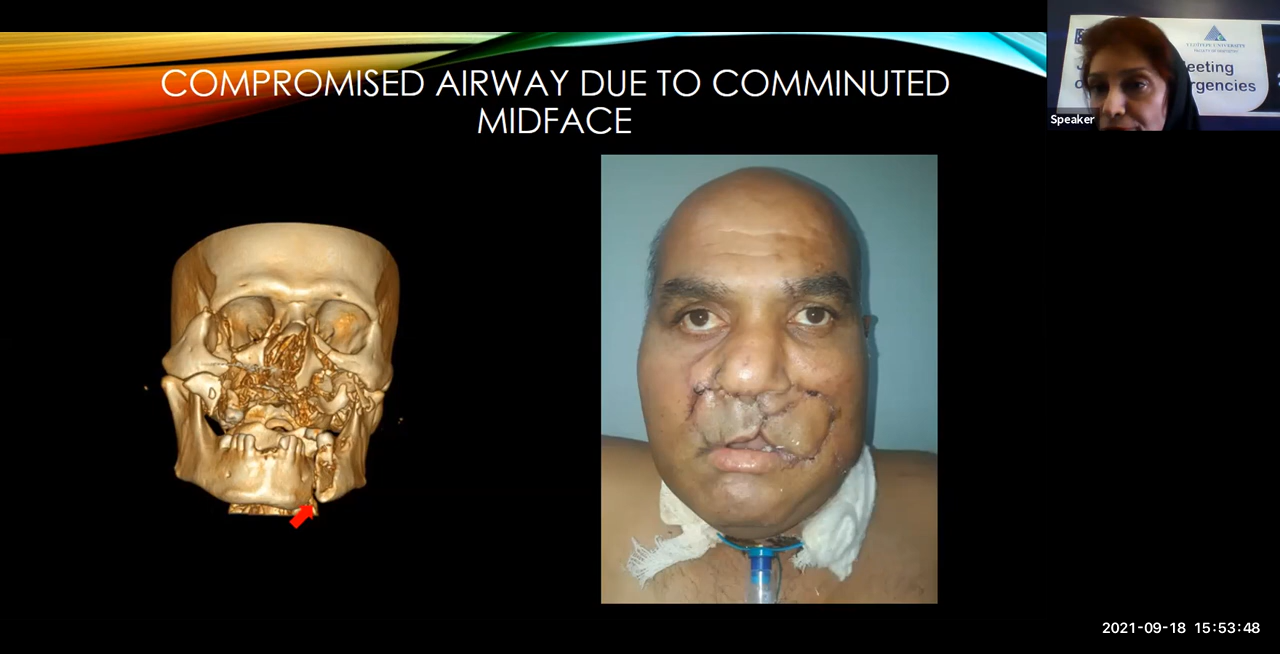 COMPROMISED AIRWAY DUE TO COMMINUTED
MIDFACE
Speaker
2021-09-18 15:53:48